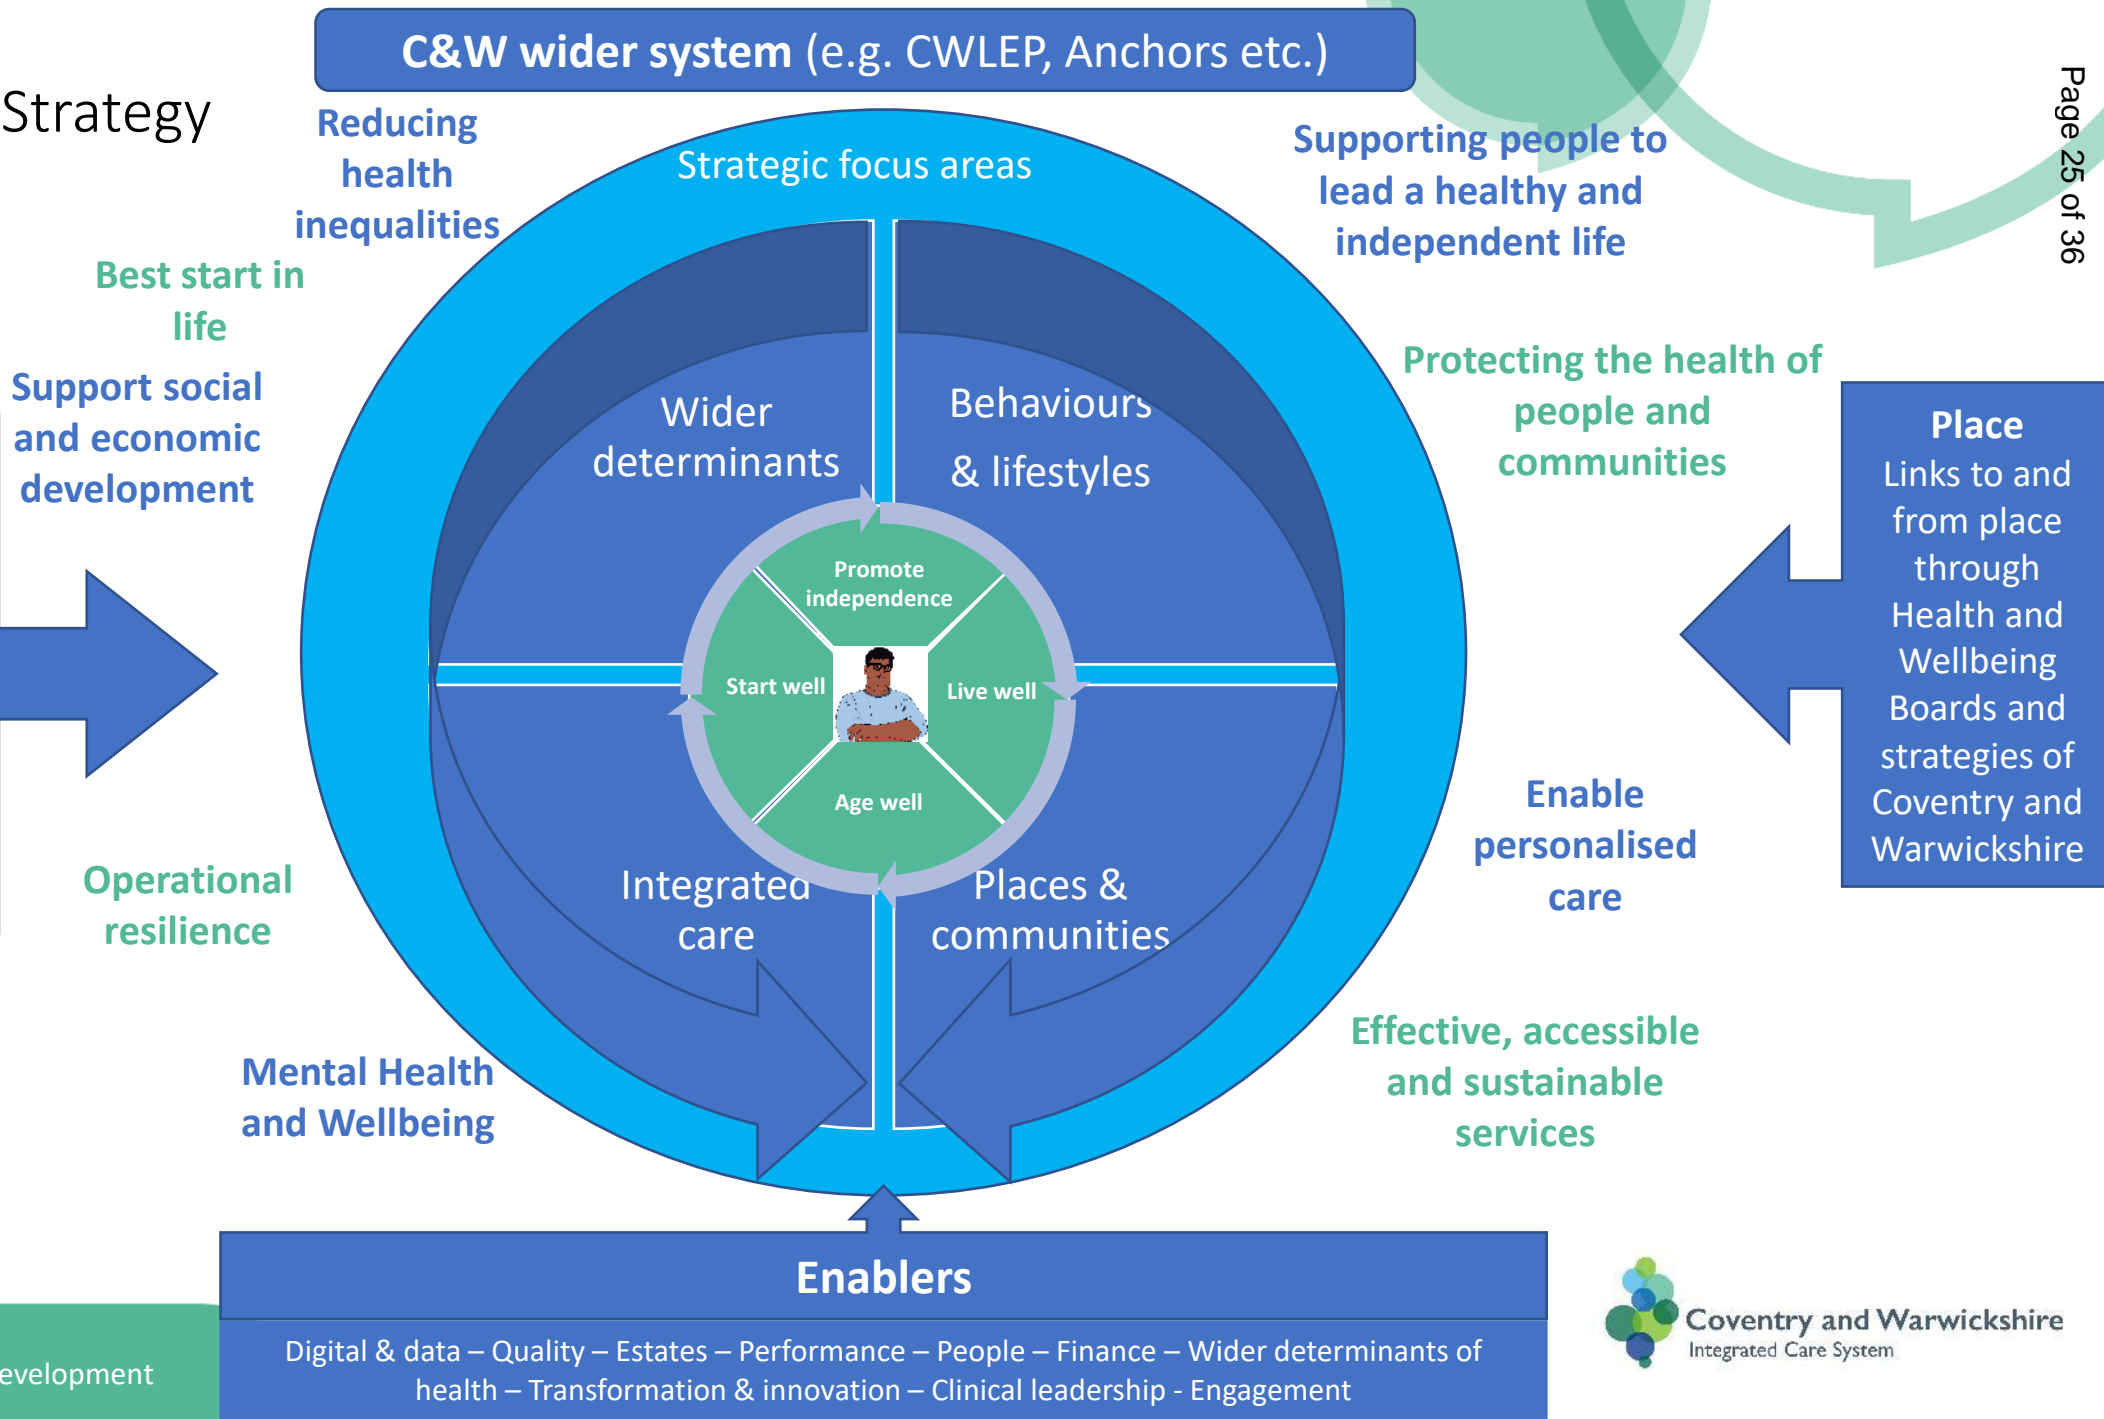 C&W wider system (e.g. CWLEP, Anchors etc.)
Strategy
Page 25 of 36
Reducing
health
inequalities
Strategic focus areas
Supporting people to
lead a healthy and
independent life
Best start in
life
Support social
and economic
development
Protecting the health of
people and
communities
Wider
determinants
Behaviours
& lifestyles
Place
Links to and
from place
through
Health and
Wellbeing
Boards and
strategies of
Coventry and
Warwickshire
Promote
independence
Start well
Live well
Age well
Integrated
care
Places &
communities
Enable
personalised
care
Operational
resilience
Effective, accessible
and sustainable
services
Mental Health
and Wellbeing
Enablers
Digital & data – Quality – Estates – Performance – People – Finance – Wider determinants of
health – Transformation & innovation – Clinical leadership - Engagement
evelopment
Coventry and Warwickshire
Integrated Care System